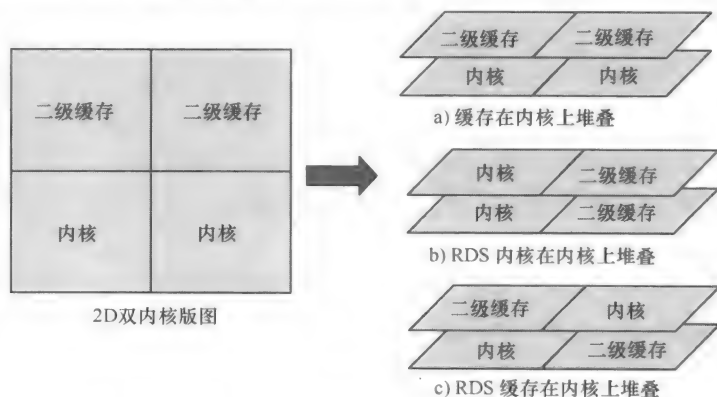 二级缓存 二级缓存
内核 内核
2D双内核版图
二级缓存 二级缓存
内核 内核
a) 缓存在内核上堆叠
内核 二级缓存
内核 二级缓存
b) RDS 内核在内核上堆叠
二级缓存 内核
内核 二级缓存
c) RDS 缓存在内核上堆叠